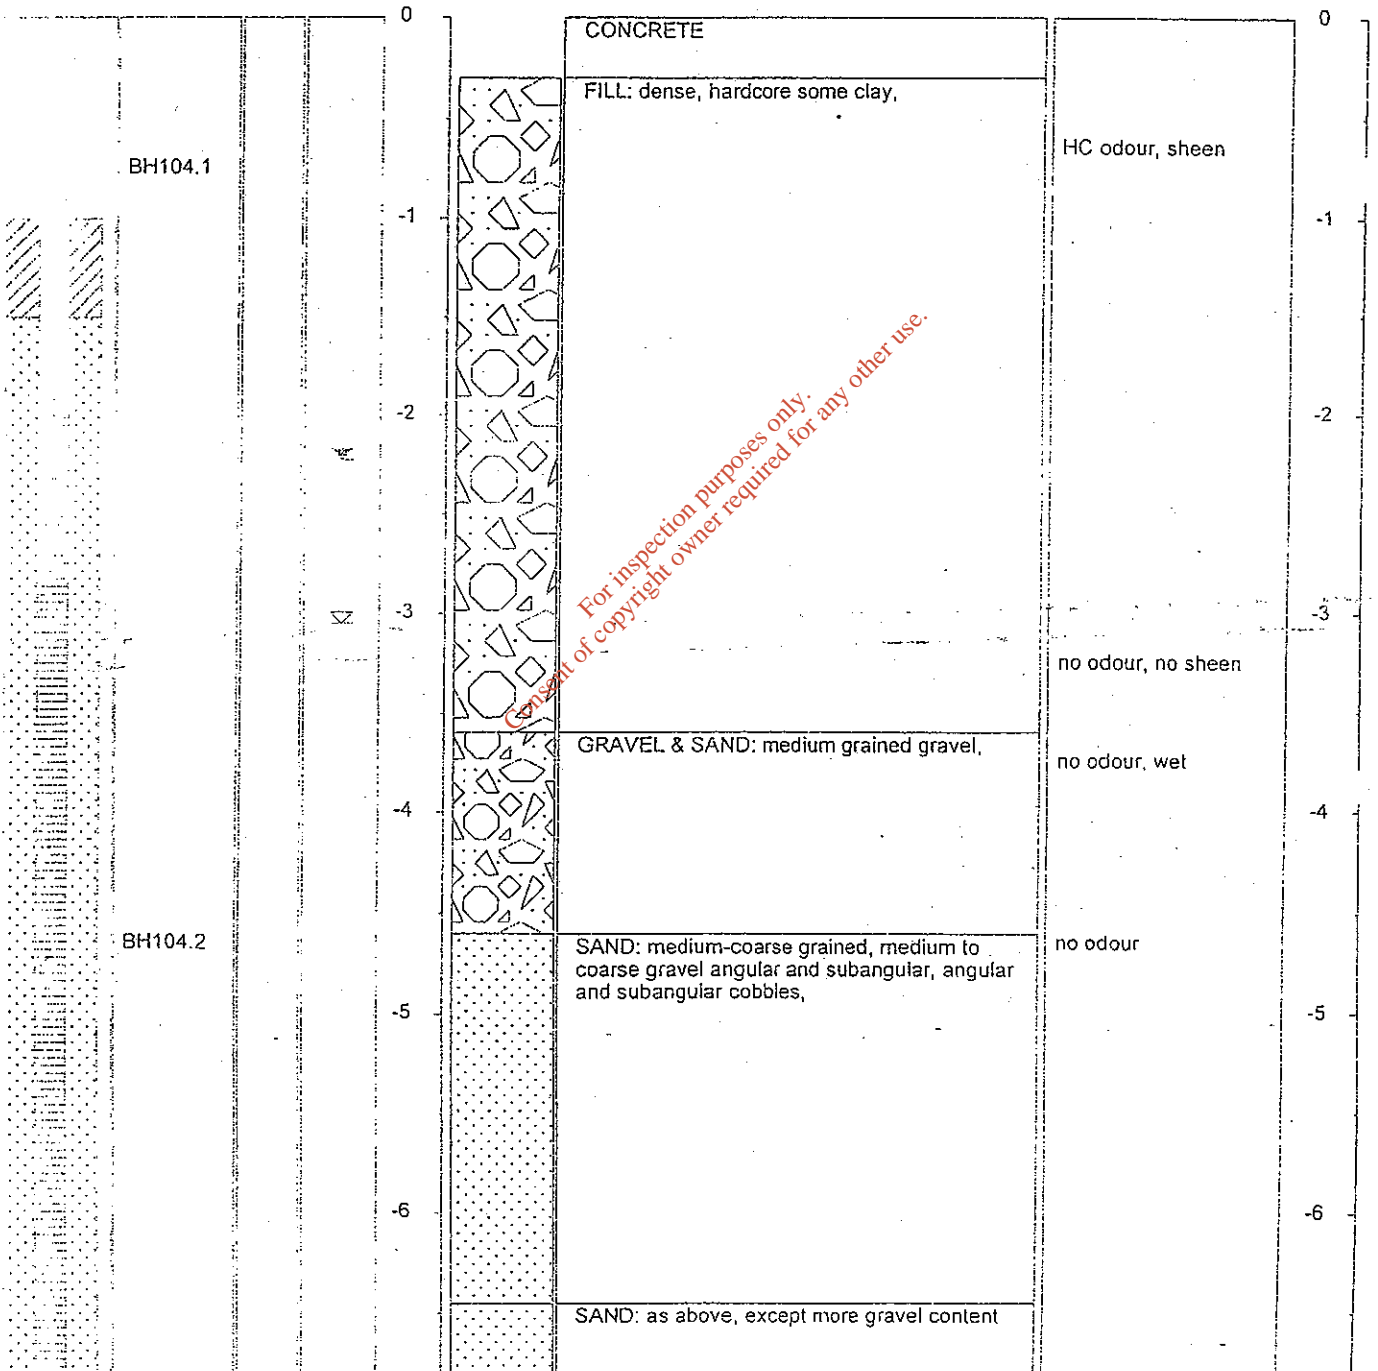 0
CONCRETE
0
FILL: dense, hardcore some clay,
HC odour, sheen
BH104.1
-1
-1
-2
-2
For inspection purposes only.
Consent of copyright owner required for any other use.
-3
-3
no odour, no sheen
GRAVEL & SAND: medium grained gravel,
no odour, wet
-4
-4
BH104.2
SAND: medium-coarse grained, medium to
coarse gravel angular and subangular, angular
and subangular cobbles,
no odour
-5
-5
-6
-6
SAND: as above, except more gravel content